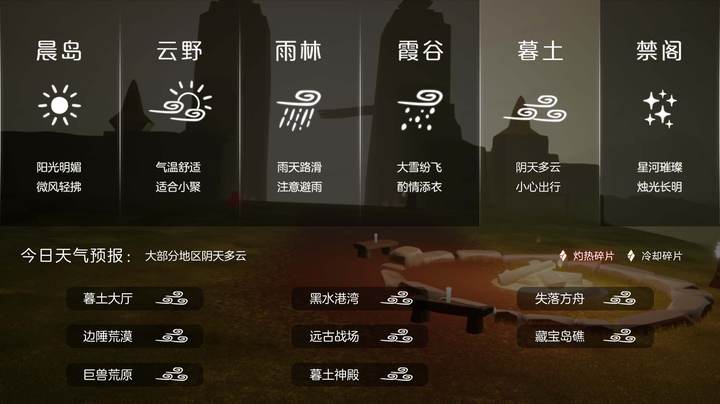 晨岛
云野
雨林
霞谷
暮土
禁阁
阳光明媚
微风轻拂
气温舒适
适合小聚
雨天路滑
注意避雨
大雪纷飞
酌情添衣
阴天多云
小心出行
星河璀璨
烛光长明
今日天气预报： 大部分地区阴天多云
灼热碎片
冷却碎片
暮土大厅
黑水港湾
失落方舟
边陲荒漠
远古战场
藏宝岛礁
巨兽荒原
暮土神殿